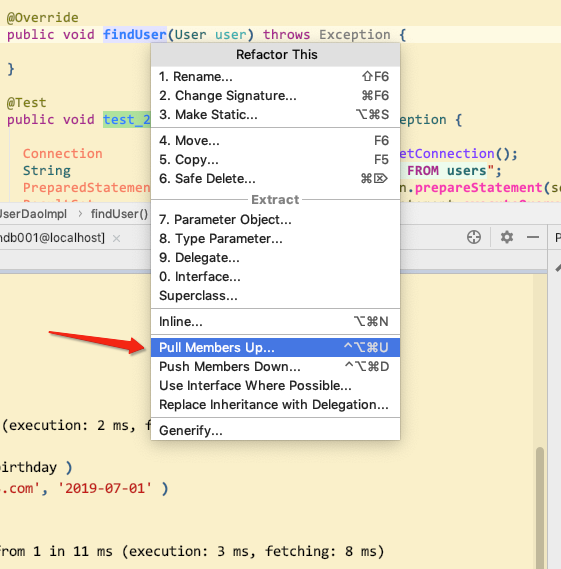 @Override
public void findUser(User user) throws Exception {
}
@Test
public void test_2
ception {
Refactor This
1. Rename... ⇧F6
2. Change Signature... ⌘F6
3. Make Static... ⌥⌘S
4. Move... F6
5. Copy... F5
6. Safe Delete... ⌘⌦
Extract
7. Parameter Object...
8. Type Parameter...
9. Delegate...
0. Interface...
Superclass...
Inline... ⌥⌘N
Pull Members Up... ^⌥⌘U
Push Members Down... ^⌥⌘D
Use Interface Where Possible...
Replace Inheritance with Delegation...
Generify...
Connection etConnection();
String FROM users";
PreparedStatemen n.prepareStatement(s
UserDaoImpl › findUser()
ndb001@localhost] ×
P
(execution: 2 ms, f
birthday )
s.com', '2019-07-01' )
from 1 in 11 ms (execution: 3 ms, fetching: 8 ms)